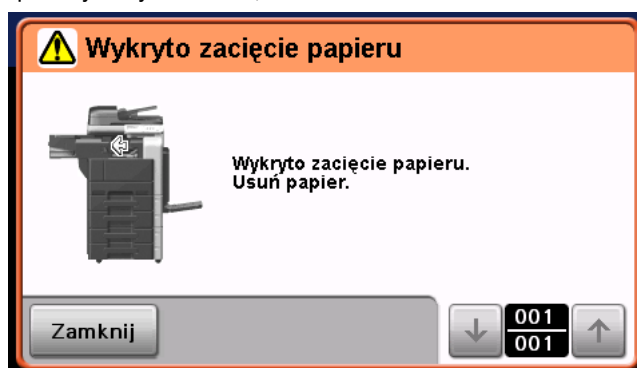 Wykryto zacięcie papieru
Wykryto zacięcie papieru.
Usuń papier.
Zamknij
001
001